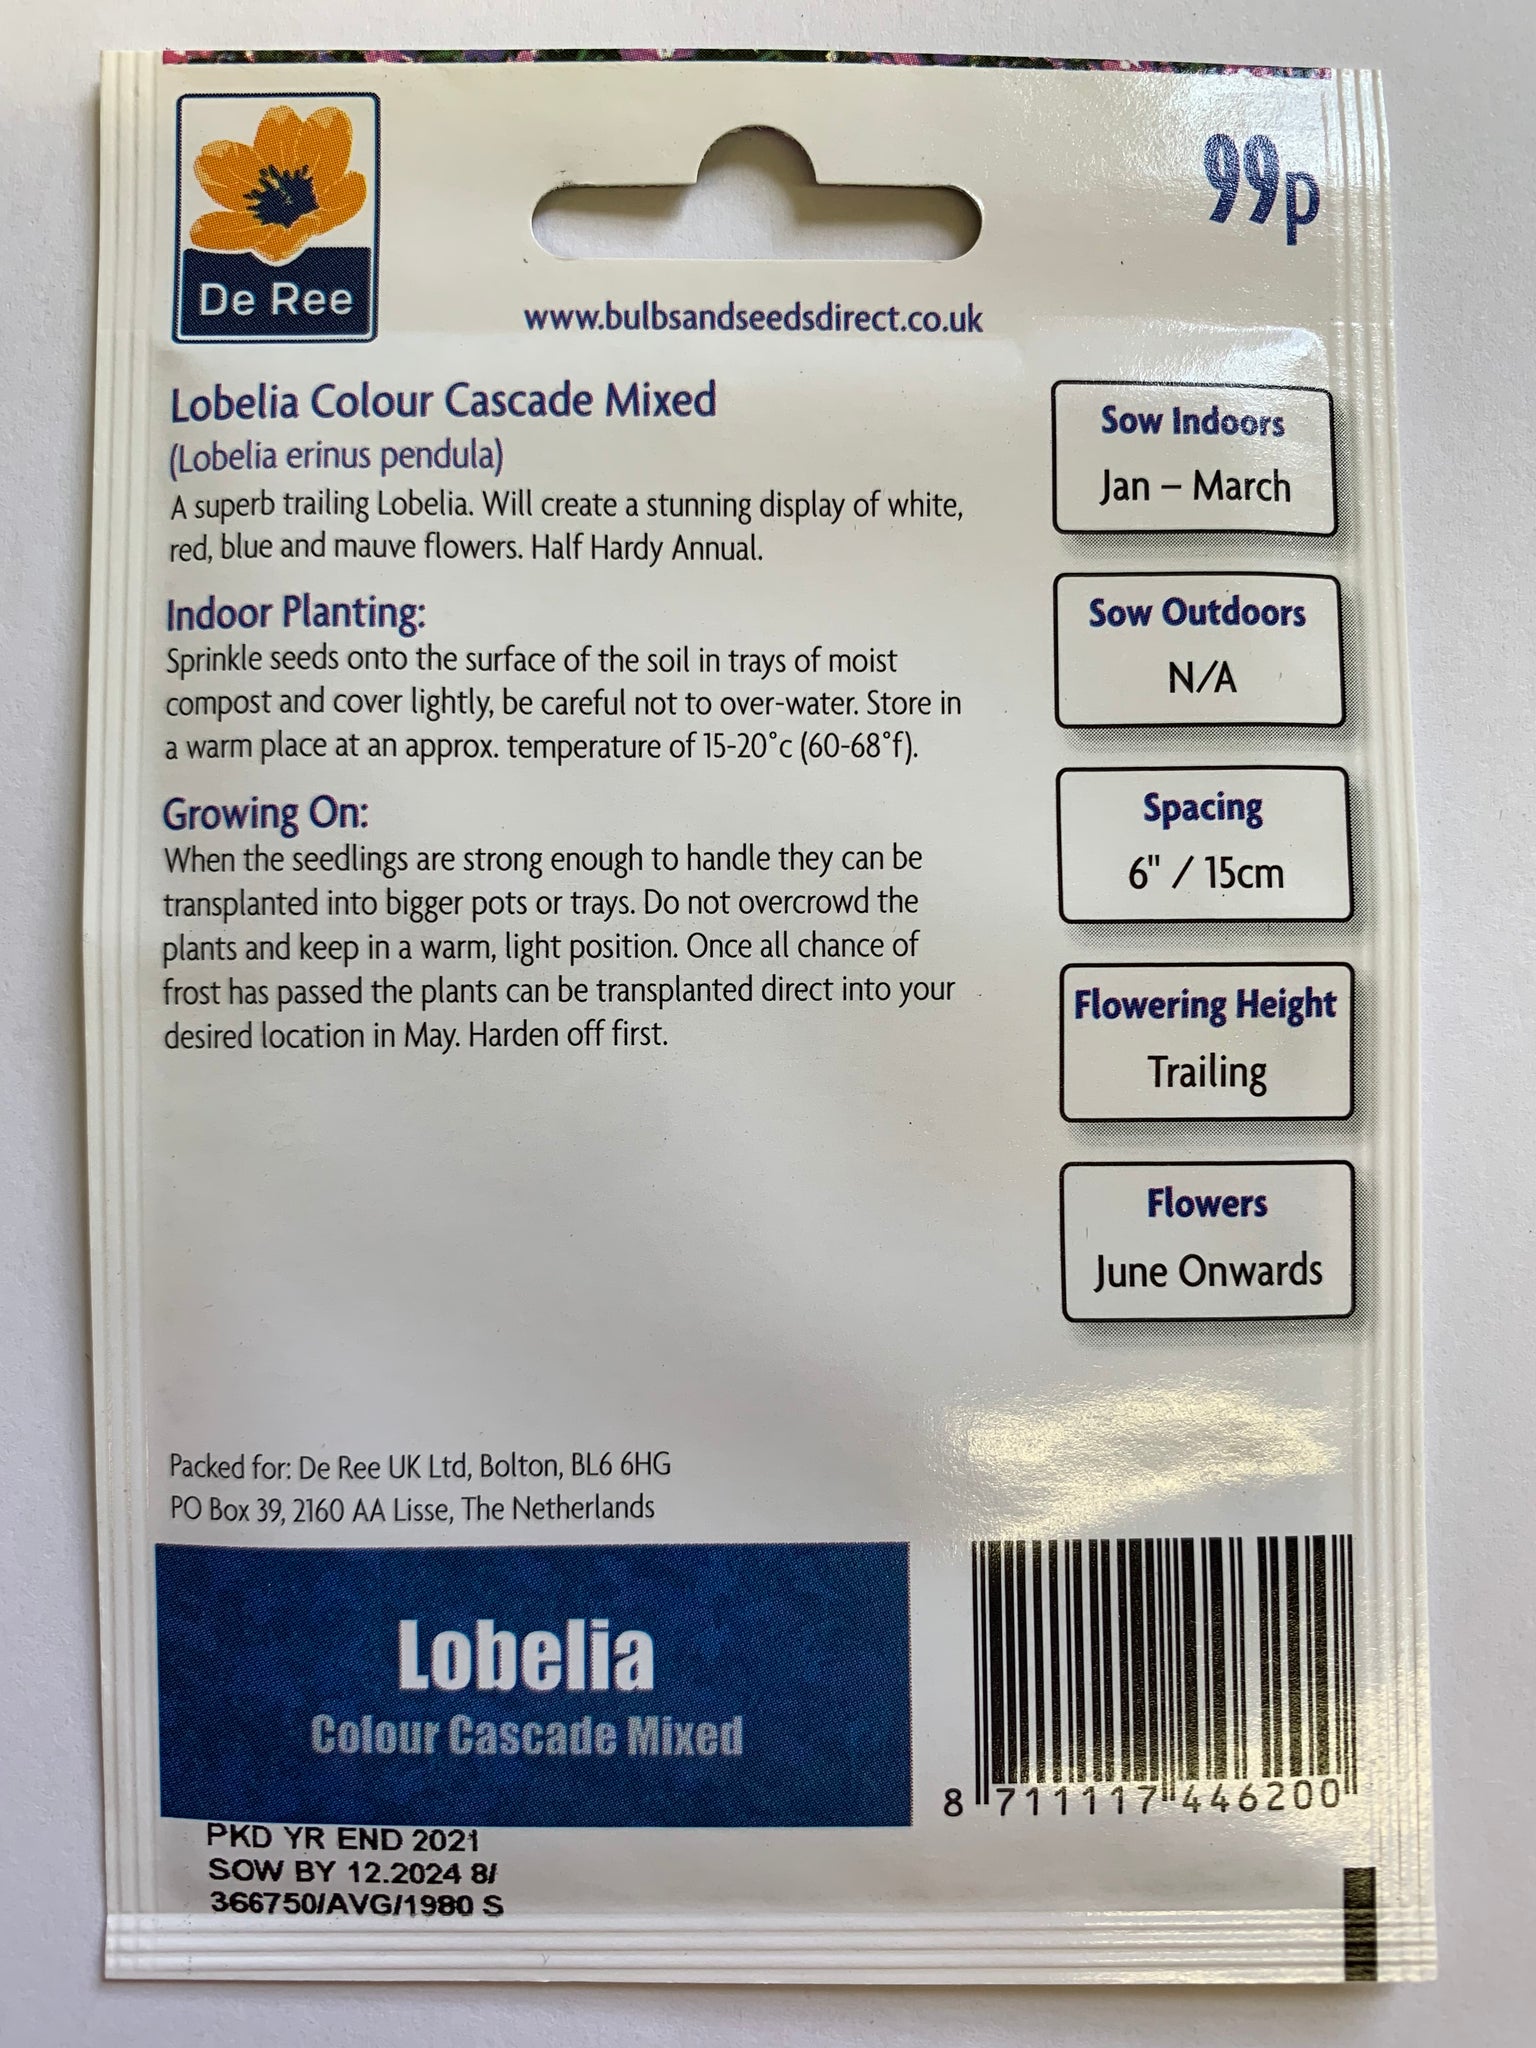 De Ree
99p
www.bulbsandseedsdirect.co.uk
Lobelia Colour Cascade Mixed
(Lobelia erinus pendula)
A superb trailing Lobelia. Will create a stunning display of white,
red, blue and mauve flowers. Half Hardy Annual.
Indoor Planting:
Sprinkle seeds onto the surface of the soil in trays of moist
compost and cover lightly, be careful not to over-water. Store in
a warm place at an approx. temperature of 15-20°c (60-68°f).
Growing On:
When the seedlings are strong enough to handle they can be
transplanted into bigger pots or trays. Do not overcrowd the
plants and keep in a warm, light position. Once all chance of
frost has passed the plants can be transplanted direct into your
desired location in May. Harden off first.
Sow Indoors
Jan – March
Sow Outdoors
N/A
Spacing
6" / 15cm
Flowering Height
Trailing
Flowers
June Onwards
Packed for: De Ree UK Ltd, Bolton, BL6 6HG
PO Box 39, 2160 AA Lisse, The Netherlands
Lobelia
Colour Cascade Mixed
8 711117 446200
PKD YR END 2021
SOW BY 12.2024 8/
366750/AVG/1980 S